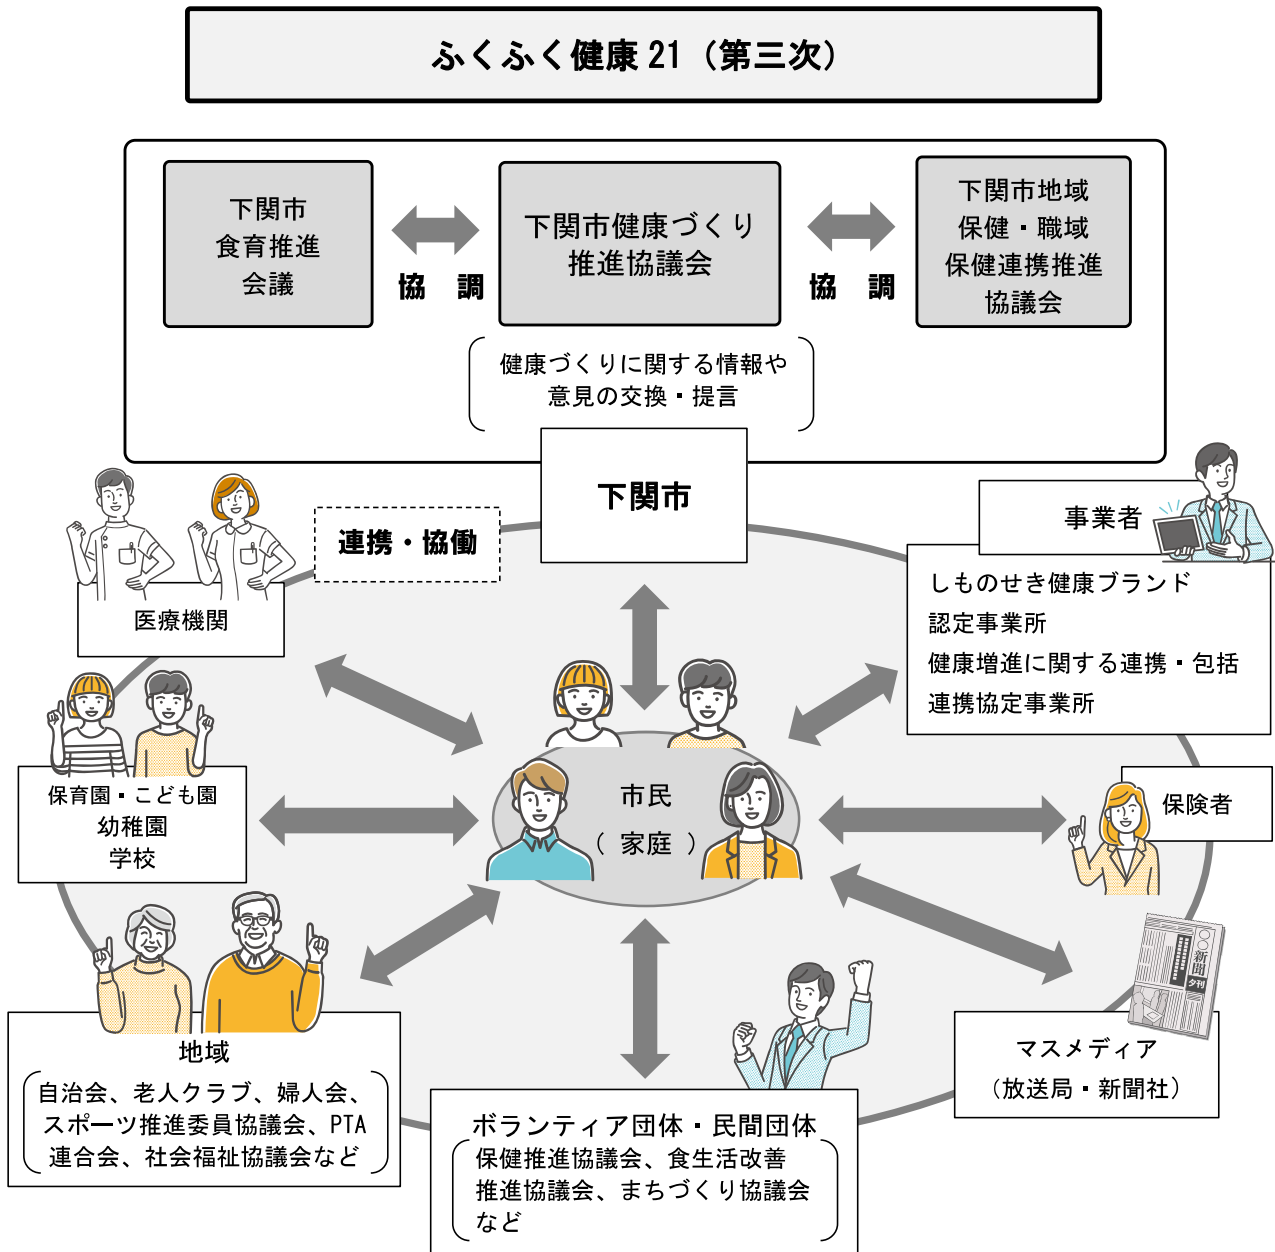 ふくふく健康 21（第三次）
下関市
食育推進
会議
協 調
下関市健康づくり
推進協議会
協 調
下関市地域
保健・職域
保健連携推進
協議会
健康づくりに関する情報や
意見の交換・提言
下関市
連携・協働
医療機関
事業者
しものせき健康ブランド
認定事業所
健康増進に関する連携・包括
連携協定事業所
保育園・こども園
幼稚園
学校
市民
（ 家庭 ）
保険者
地域
自治会、老人クラブ、婦人会、
スポーツ推進委員協議会、PTA
連合会、社会福祉協議会など
ボランティア団体・民間団体
保健推進協議会、食生活改善
推進協議会、まちづくり協議会
など
〇〇新聞
夕刊
マスメディア
（放送局・新聞社）